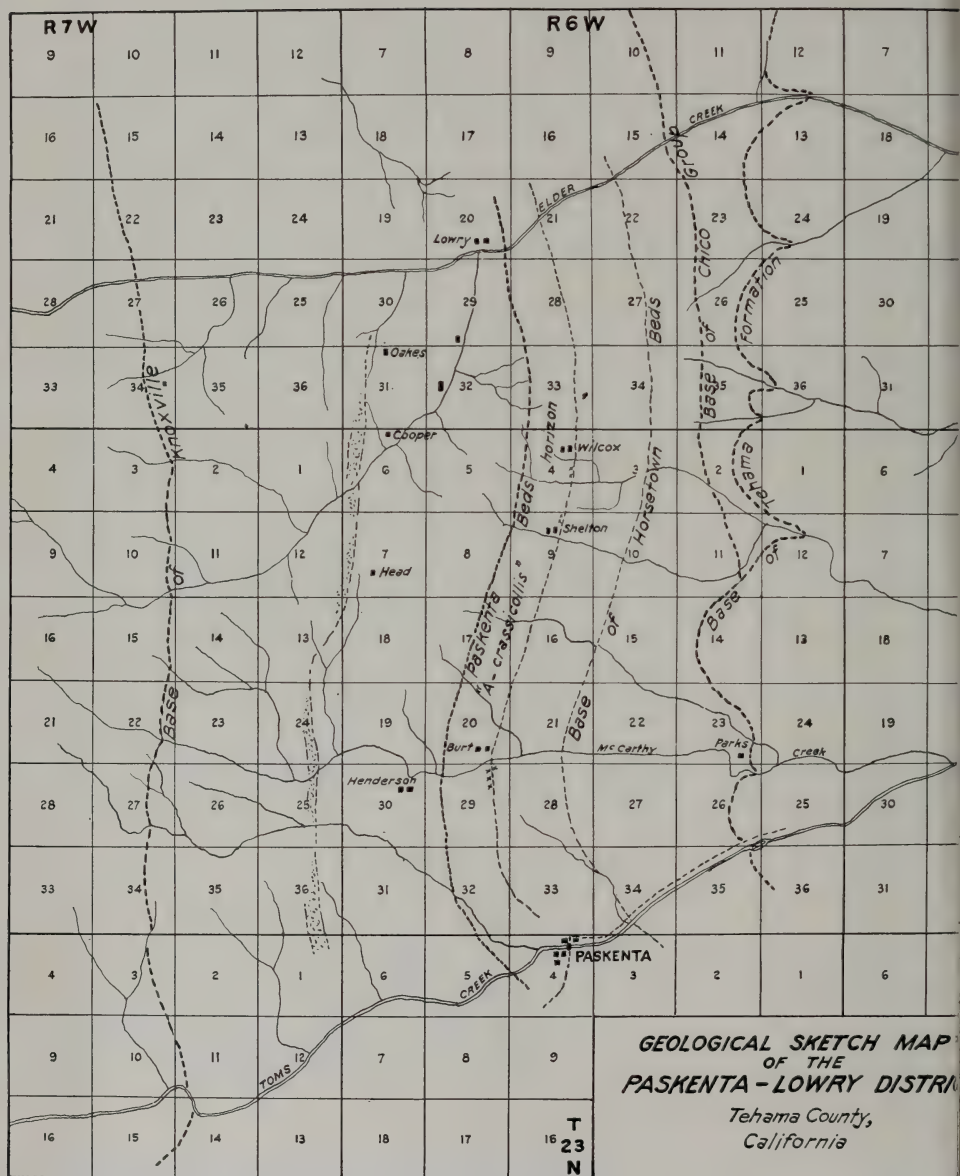 R7W R6W
9 10 11 12 7 8 9 10 11 12 7
16 15 14 13 18 17 16 15 14 13 18
CREEK
Group
ELDER
21 22 23 24 19 20 21 22 23 24 19
Lowry
Chico
28 27 26 25 30 29 28 27 26 25 30
Formation
Beds
of
Oakes
33 34 35 36 31 32 33 34 35 36 31
Knoxville
Base
horizon
Cooper
Wilcox
4 3 2 1 6 5 4 3 2 1 6
Tehama
Horsetown
Beds
Shelton
9 10 11 12 7 8 9 10 11 12 7
of
of
Head
"Paskenta
"A-crassicollis"
Base
of
16 15 14 13 18 17 16 15 14 13 18
Base
Base
21 22 23 24 19 20 21 22 23 24 19
Burt
McCarthy
Parks
Creek
Henderson
28 27 26 25 30 29 28 27 26 25 30
33 34 35 36 31 32 33 34 35 36 31
PASKENTA
4 3 2 1 6 5 4 3 2 1 6
CREEK
9 10 11 12 7 8 9
TOMS
16 15 14 13 18 17 16
T
23
N
GEOLOGICAL SKETCH MAP
OF THE
PASKENTA-LOWRY DISTRI
Tehama County,
California